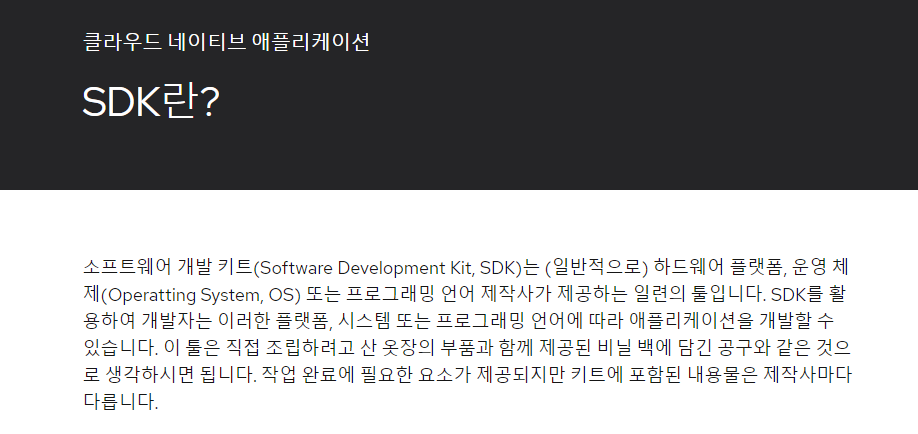 클라우드 네이티브 애플리케이션
SDK란?
소프트웨어 개발 키트(Software Development Kit, SDK)는 (일반적으로) 하드웨어 플랫폼, 운영 체
제(Operatting System, OS) 또는 프로그래밍 언어 제작사가 제공하는 일련의 툴입니다. SDK를 활
용하여 개발자는 이러한 플랫폼, 시스템 또는 프로그래밍 언어에 따라 애플리케이션을 개발할 수
있습니다. 이 툴은 직접 조립하려고 산 옷장의 부품과 함께 제공된 비닐 백에 담긴 공구와 같은 것으
로 생각하시면 됩니다. 작업 완료에 필요한 요소가 제공되지만 키트에 포함된 내용물은 제작사마다
다릅니다.